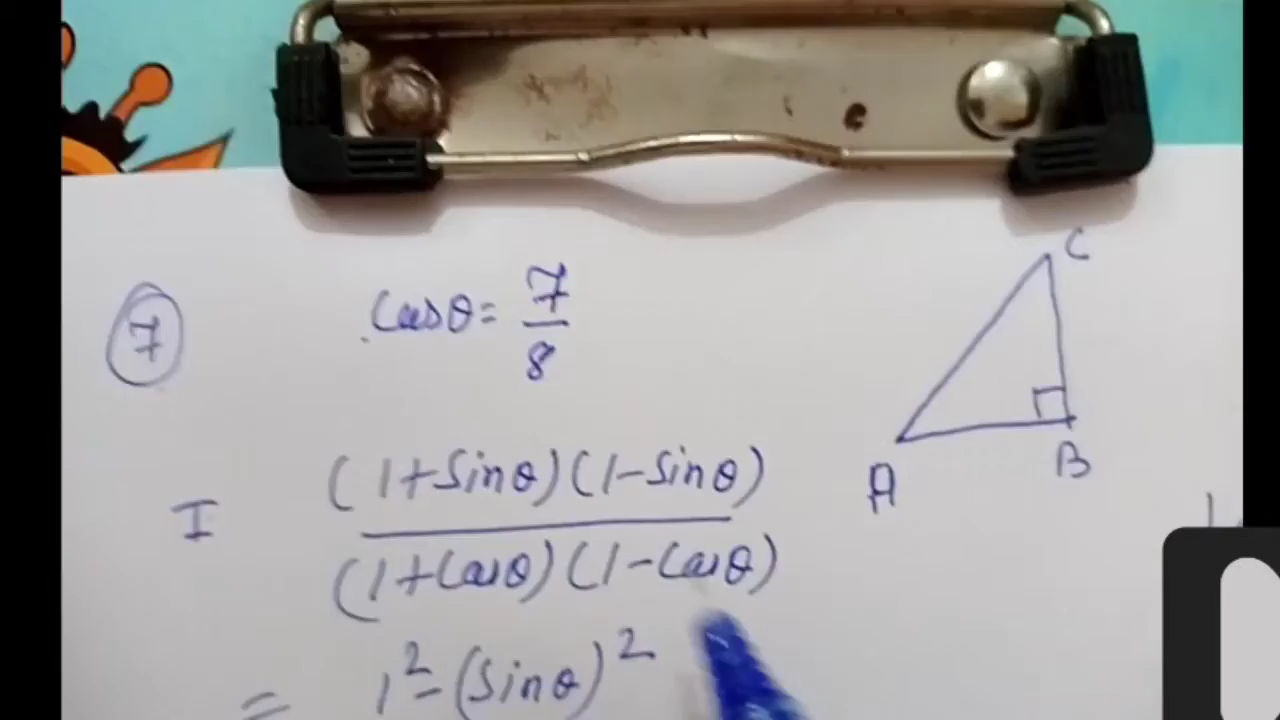 7
Cosθ = 7/8
C
A
B
I (1+Sinθ)(1-Sinθ) / (1+Cosθ)(1-Cosθ)
= 1² - (Sinθ)²